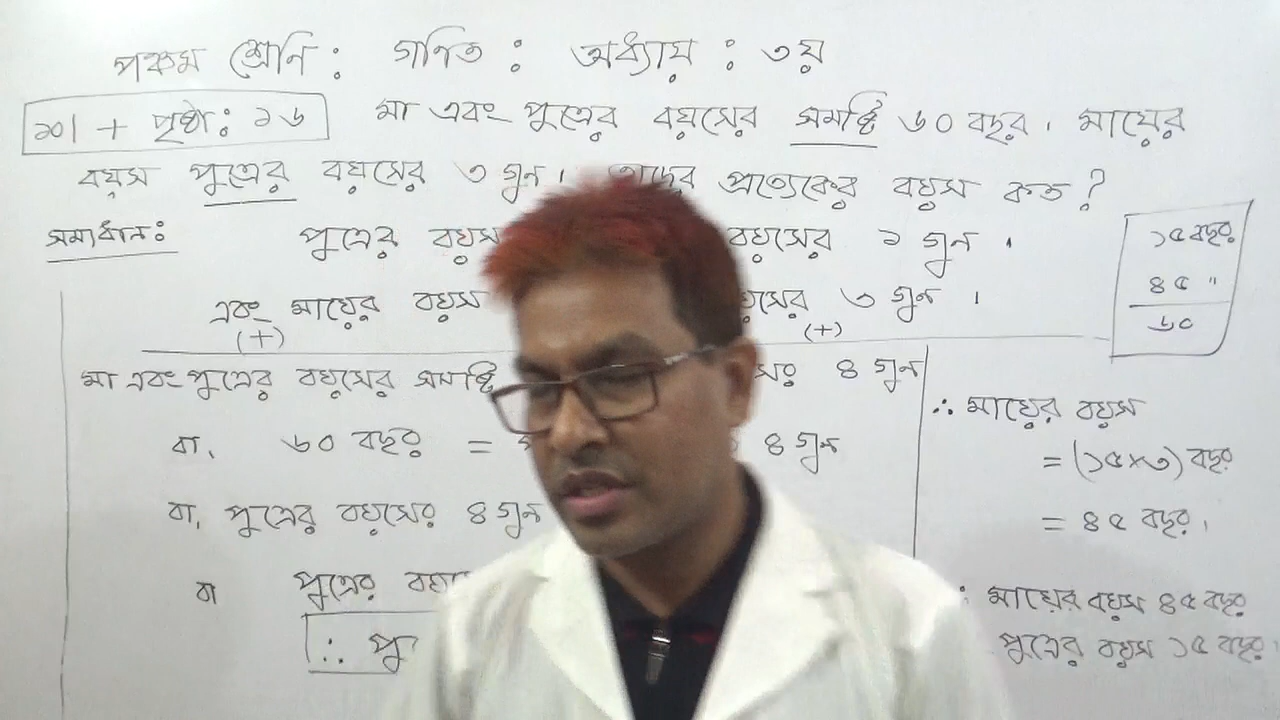 পঞ্চম শ্রেণি : গণিত : অধ্যায় : ৩য়
১০। + পৃষ্ঠা: ১৬ মা এবং পুত্রের বয়সের সমষ্টি ৬০ বছর। মায়ের
বয়স পুত্রের বয়সের ৩ গুন। তাদের প্রত্যেকের বয়স কত?
সমাধান: পুত্রের বয়স বয়সের ১ গুন।
এবং মায়ের বয়স বয়সের ৩ গুন।
(+) (+)
মা এবং পুত্রের বয়সের সমষ্টি ৪ গুন
বা, ৬০ বছর = ৪ গুন
বা, পুত্রের বয়সের ৪ গুন
বা পুত্রের
∴
১৫ বছর
৪৫ "
৬০
∴ মায়ের বয়স
= (১৫×৩) বছর
= ৪৫ বছর।
মায়ের বয়স ৪৫ বছর
পুত্রের বয়স ১৫ বছর।